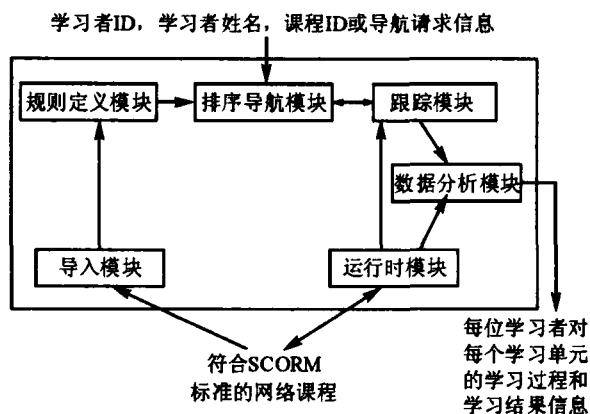 学习者ID，学习者姓名，课程ID或导航请求信息
规则定义模块
排序导航模块
跟踪模块
数据分析模块
导入模块
运行时模块
符合SCORM
标准的网络课程
每位学习者对
每个学习单元
的学习过程和
学习结果信息